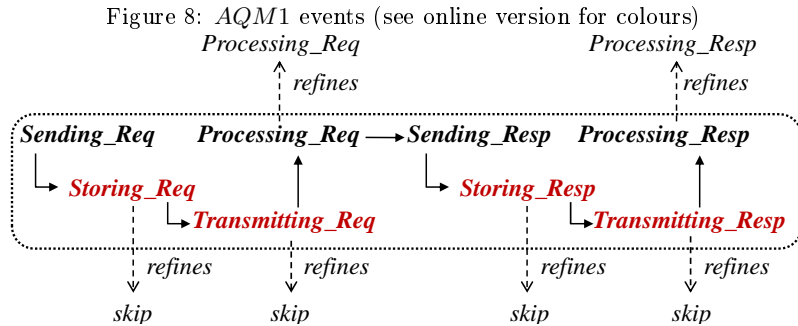 Figure 8: AQM1 events (see online version for colours)
Processing_Req Processing_Resp
refines refines
Sending_Req Processing_Req Sending_Resp Processing_Resp
Storing_Req Storing_Resp
Transmitting_Req Transmitting_Resp
refines refines refines refines
skip skip skip skip